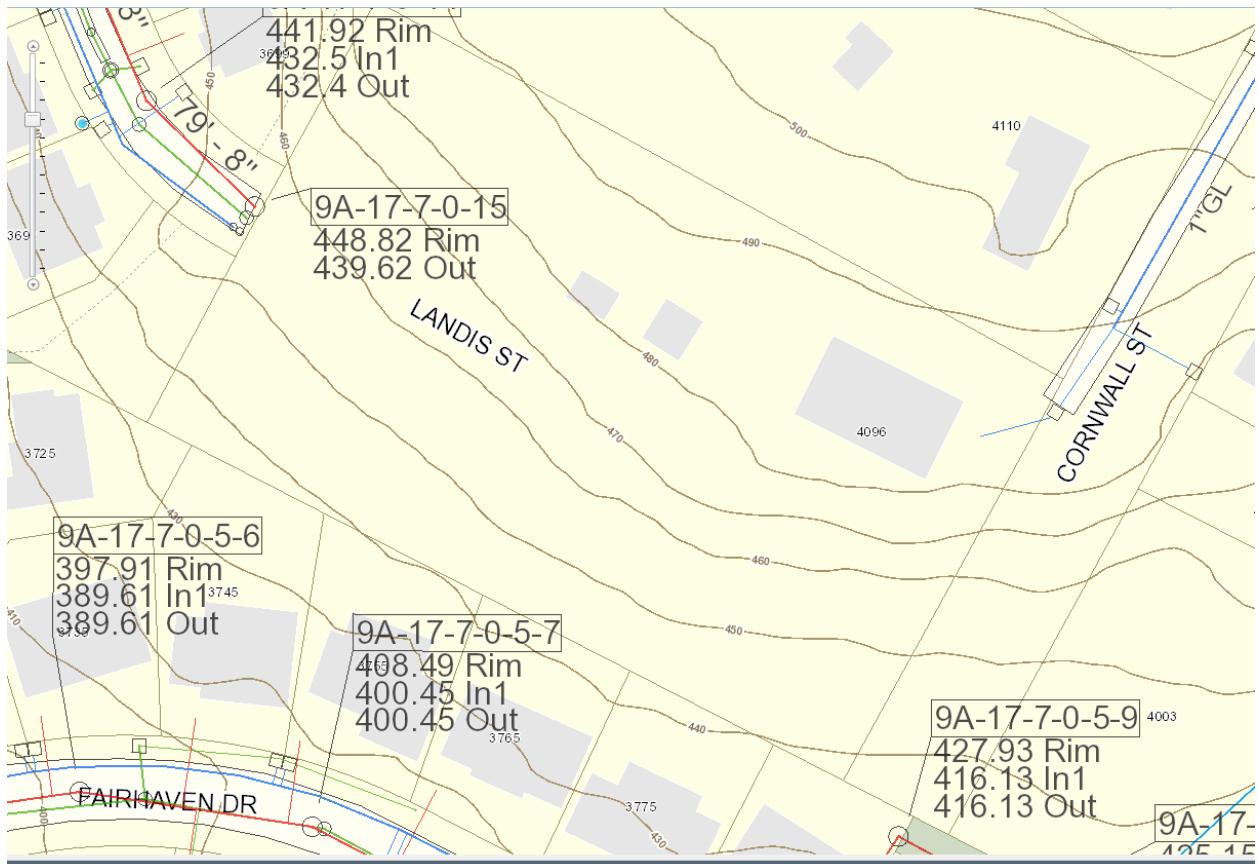 8"
441.92 Rim
432.5 In1
432.4 Out
3699
450
460
79' - 8"
500
4110
490
1"GL
9A-17-7-0-15
448.82 Rim
439.62 Out
369
LANDIS ST
480
CORNWALL ST
4096
470
3725
430
460
9A-17-7-0-5-6
397.91 Rim
389.61 In1
389.61 Out
3745
410
450
9A-17-7-0-5-7
408.49 Rim
400.45 In1
400.45 Out
3765
440
9A-17-7-0-5-9
427.93 Rim
416.13 In1
416.13 Out
4003
FAIRHAVEN DR
3775
430
9A-17-